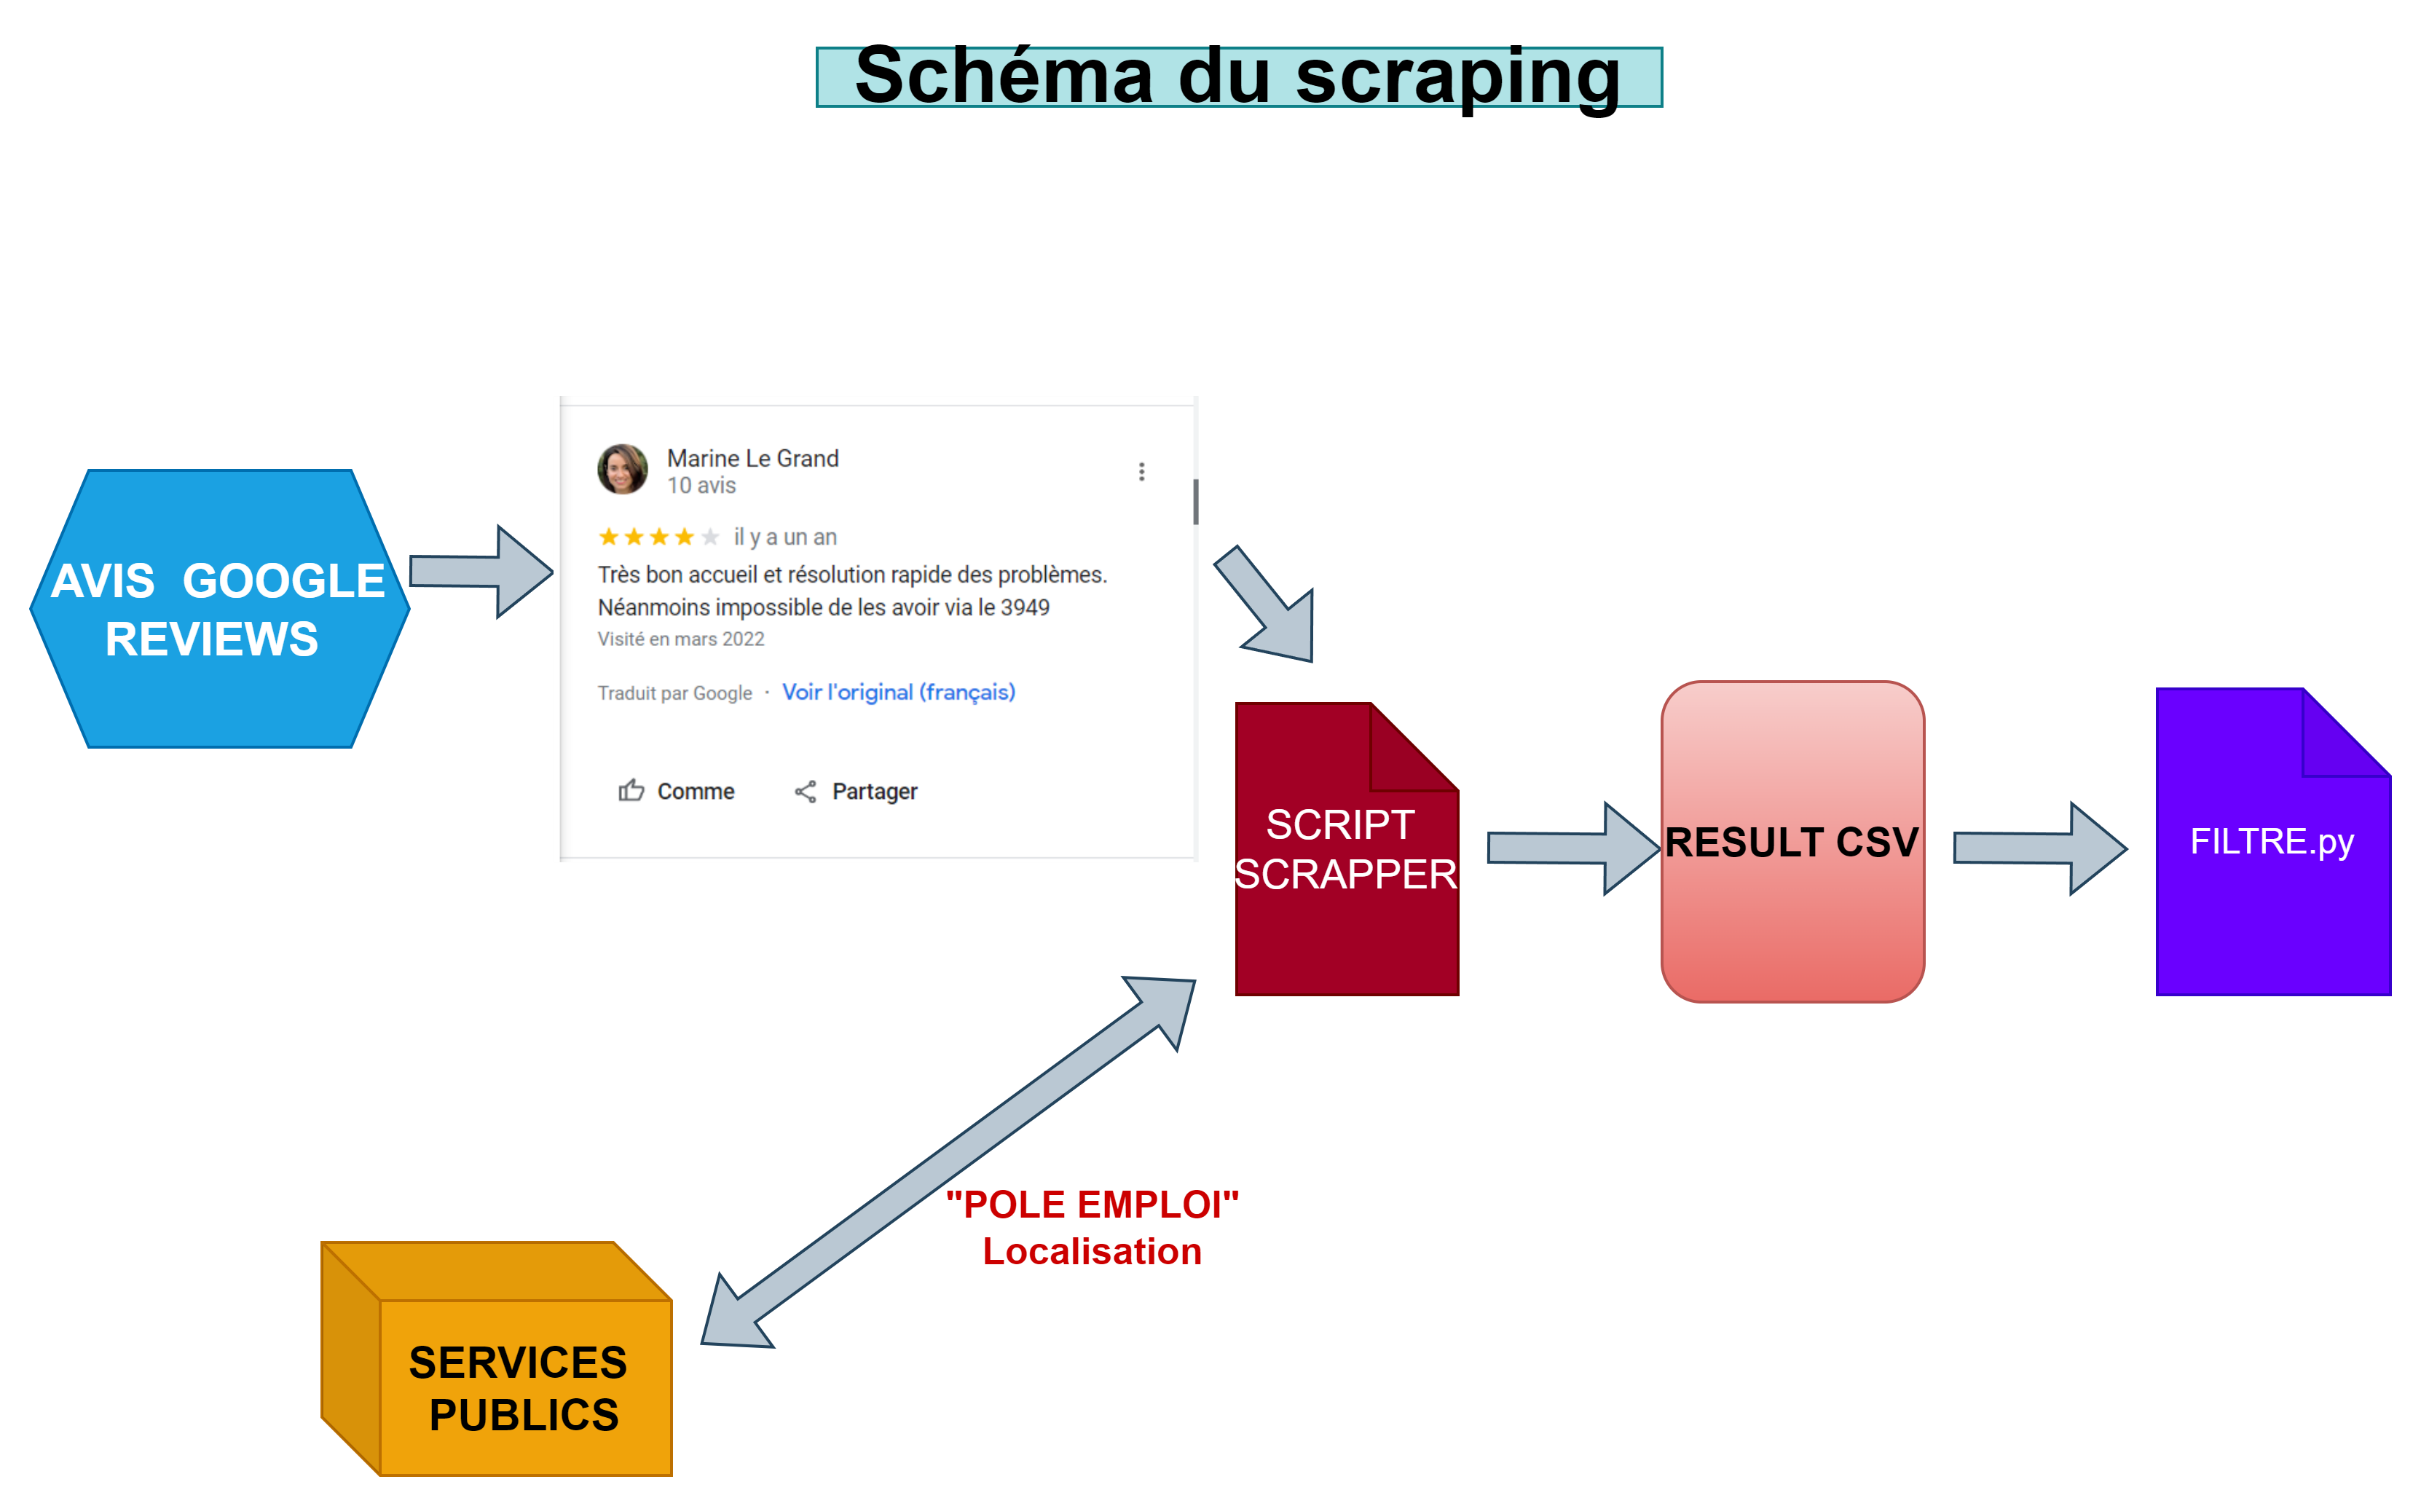 Schéma du scraping
AVIS GOOGLE
REVIEWS
Marine Le Grand
10 avis
il y a un an
Très bon accueil et résolution rapide des problèmes.
Néanmoins impossible de les avoir via le 3949
Visité en mars 2022
Traduit par Google · Voir l'original (français)
Comme Partager
SCRIPT
SCRAPPER
RESULT CSV
FILTRE.py
"POLE EMPLOI"
Localisation
SERVICES
PUBLICS